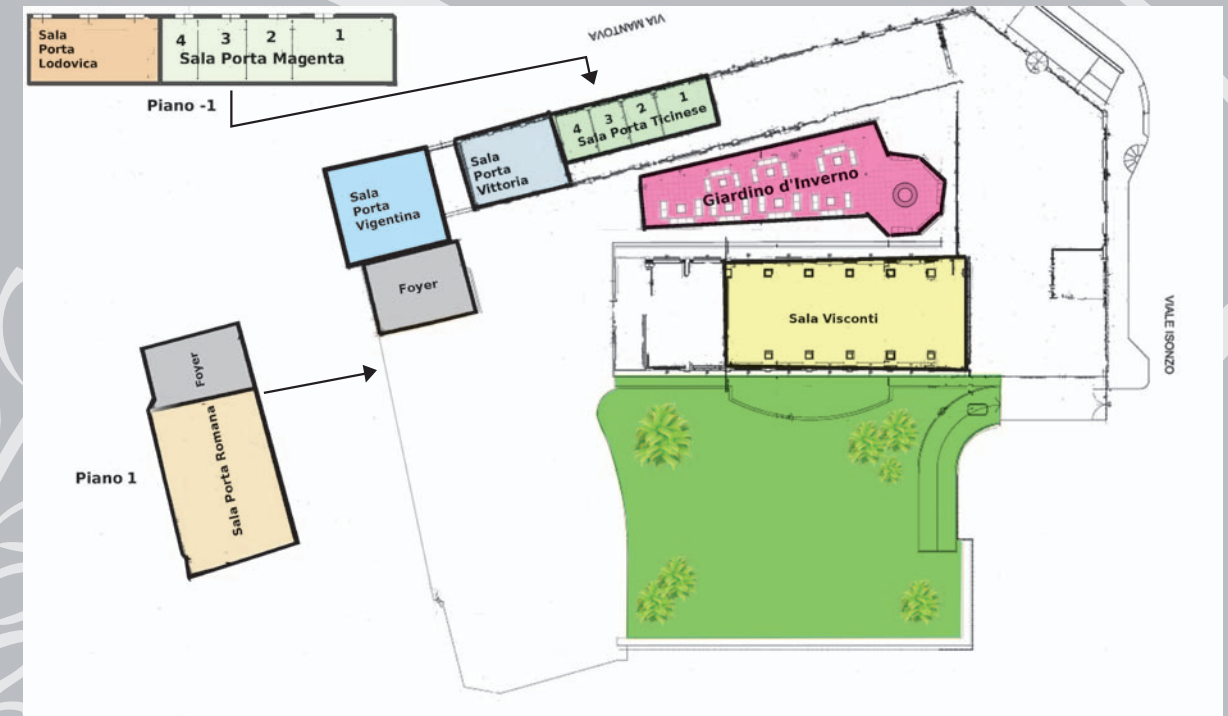 Sala
Porta
Lodovica
4 3 2 1
Sala Porta Magenta
Piano -1
VIA MANTOVA
4 3 2 1
Sala Porta Ticinese
Sala
Porta
Vittoria
Sala
Porta
Vigentina
Foyer
Giardino d'Inverno
Sala Visconti
VIALE ISONZO
Foyer
Sala Porta Romana
Piano 1